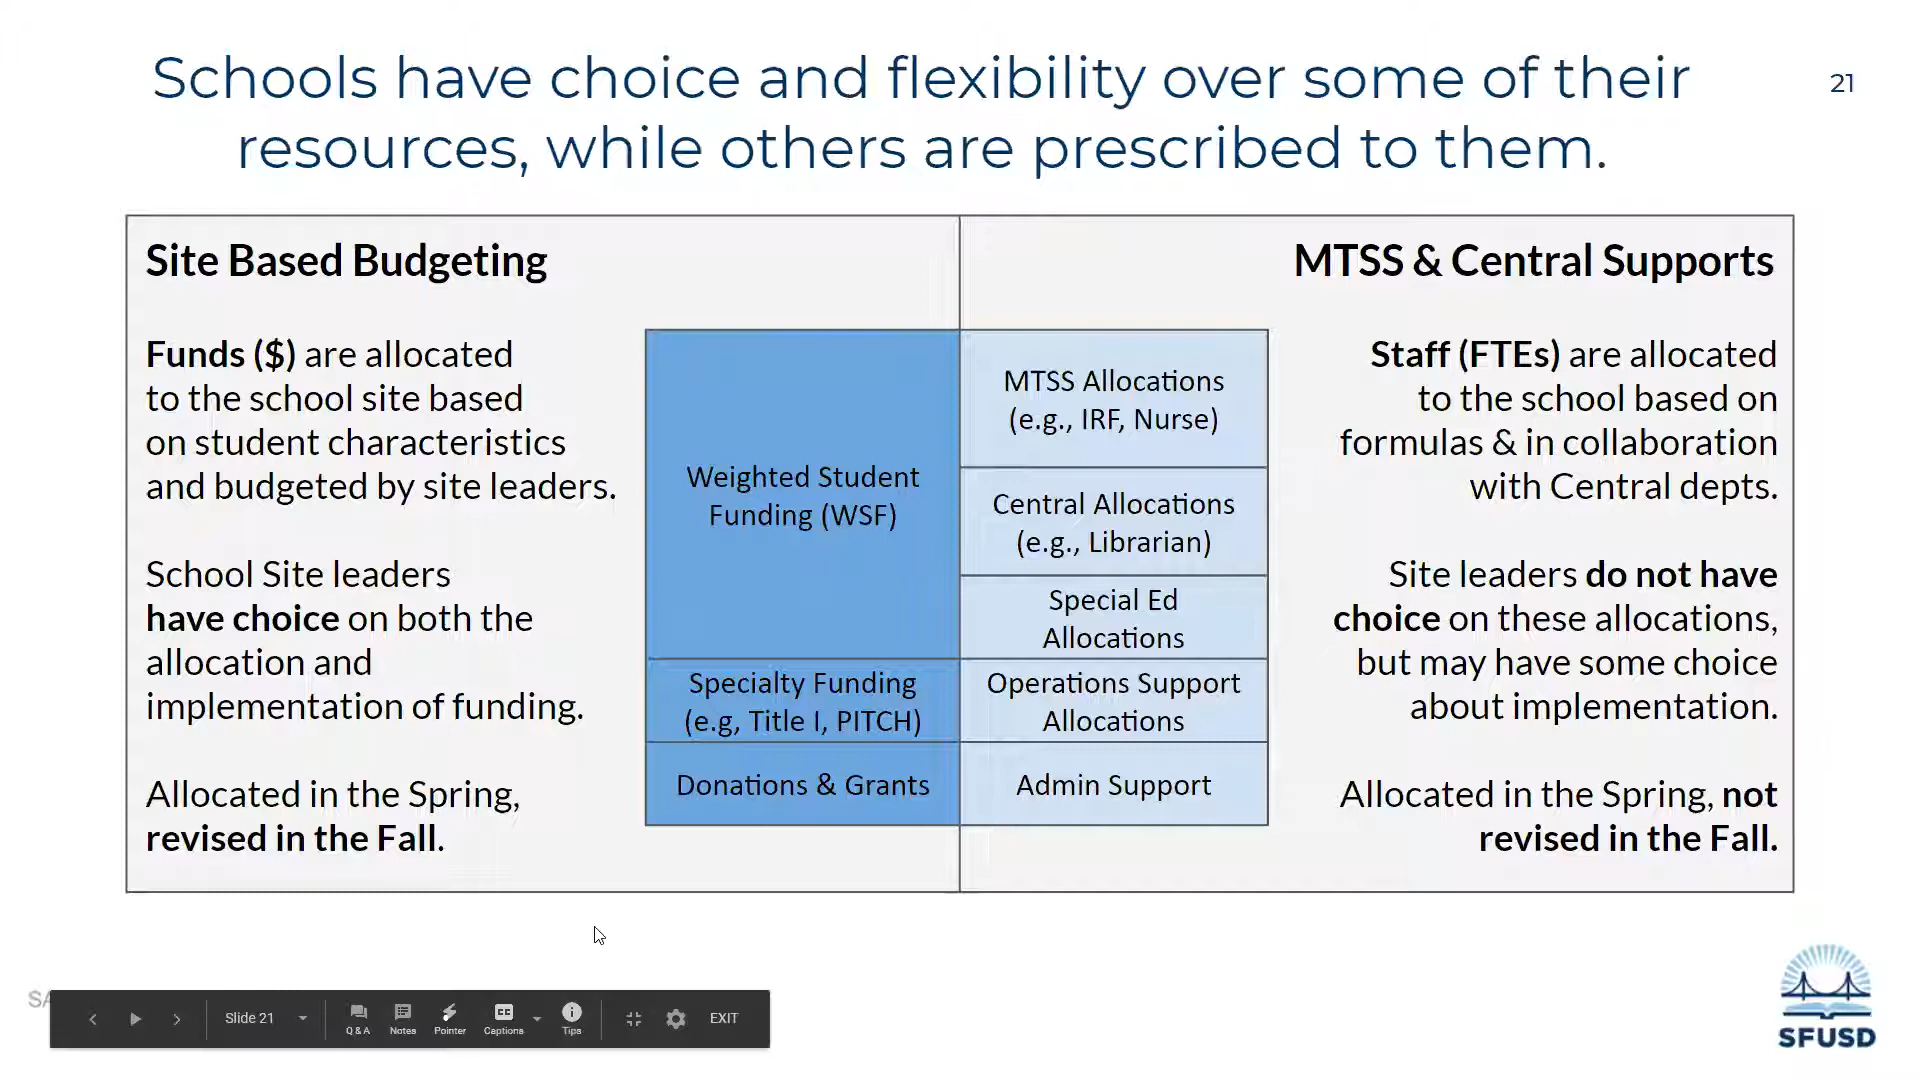 Schools have choice and flexibility over some of their
resources, while others are prescribed to them.
21
Site Based Budgeting
Funds ($) are allocated
to the school site based
on student characteristics
and budgeted by site leaders.
School Site leaders
have choice on both the
allocation and
implementation of funding.
Allocated in the Spring,
revised in the Fall.
Weighted Student
Funding (WSF)
Specialty Funding
(e.g, Title I, PITCH)
Donations & Grants
MTSS Allocations
(e.g., IRF, Nurse)
Central Allocations
(e.g., Librarian)
Special Ed
Allocations
Operations Support
Allocations
Admin Support
MTSS & Central Supports
Staff (FTEs) are allocated
to the school based on
formulas & in collaboration
with Central depts.
Site leaders do not have
choice on these allocations,
but may have some choice
about implementation.
Allocated in the Spring, not
revised in the Fall.
Slide 21
Q & A
Notes
Pointer
CC
Captions
Tips
EXIT
SFUSD